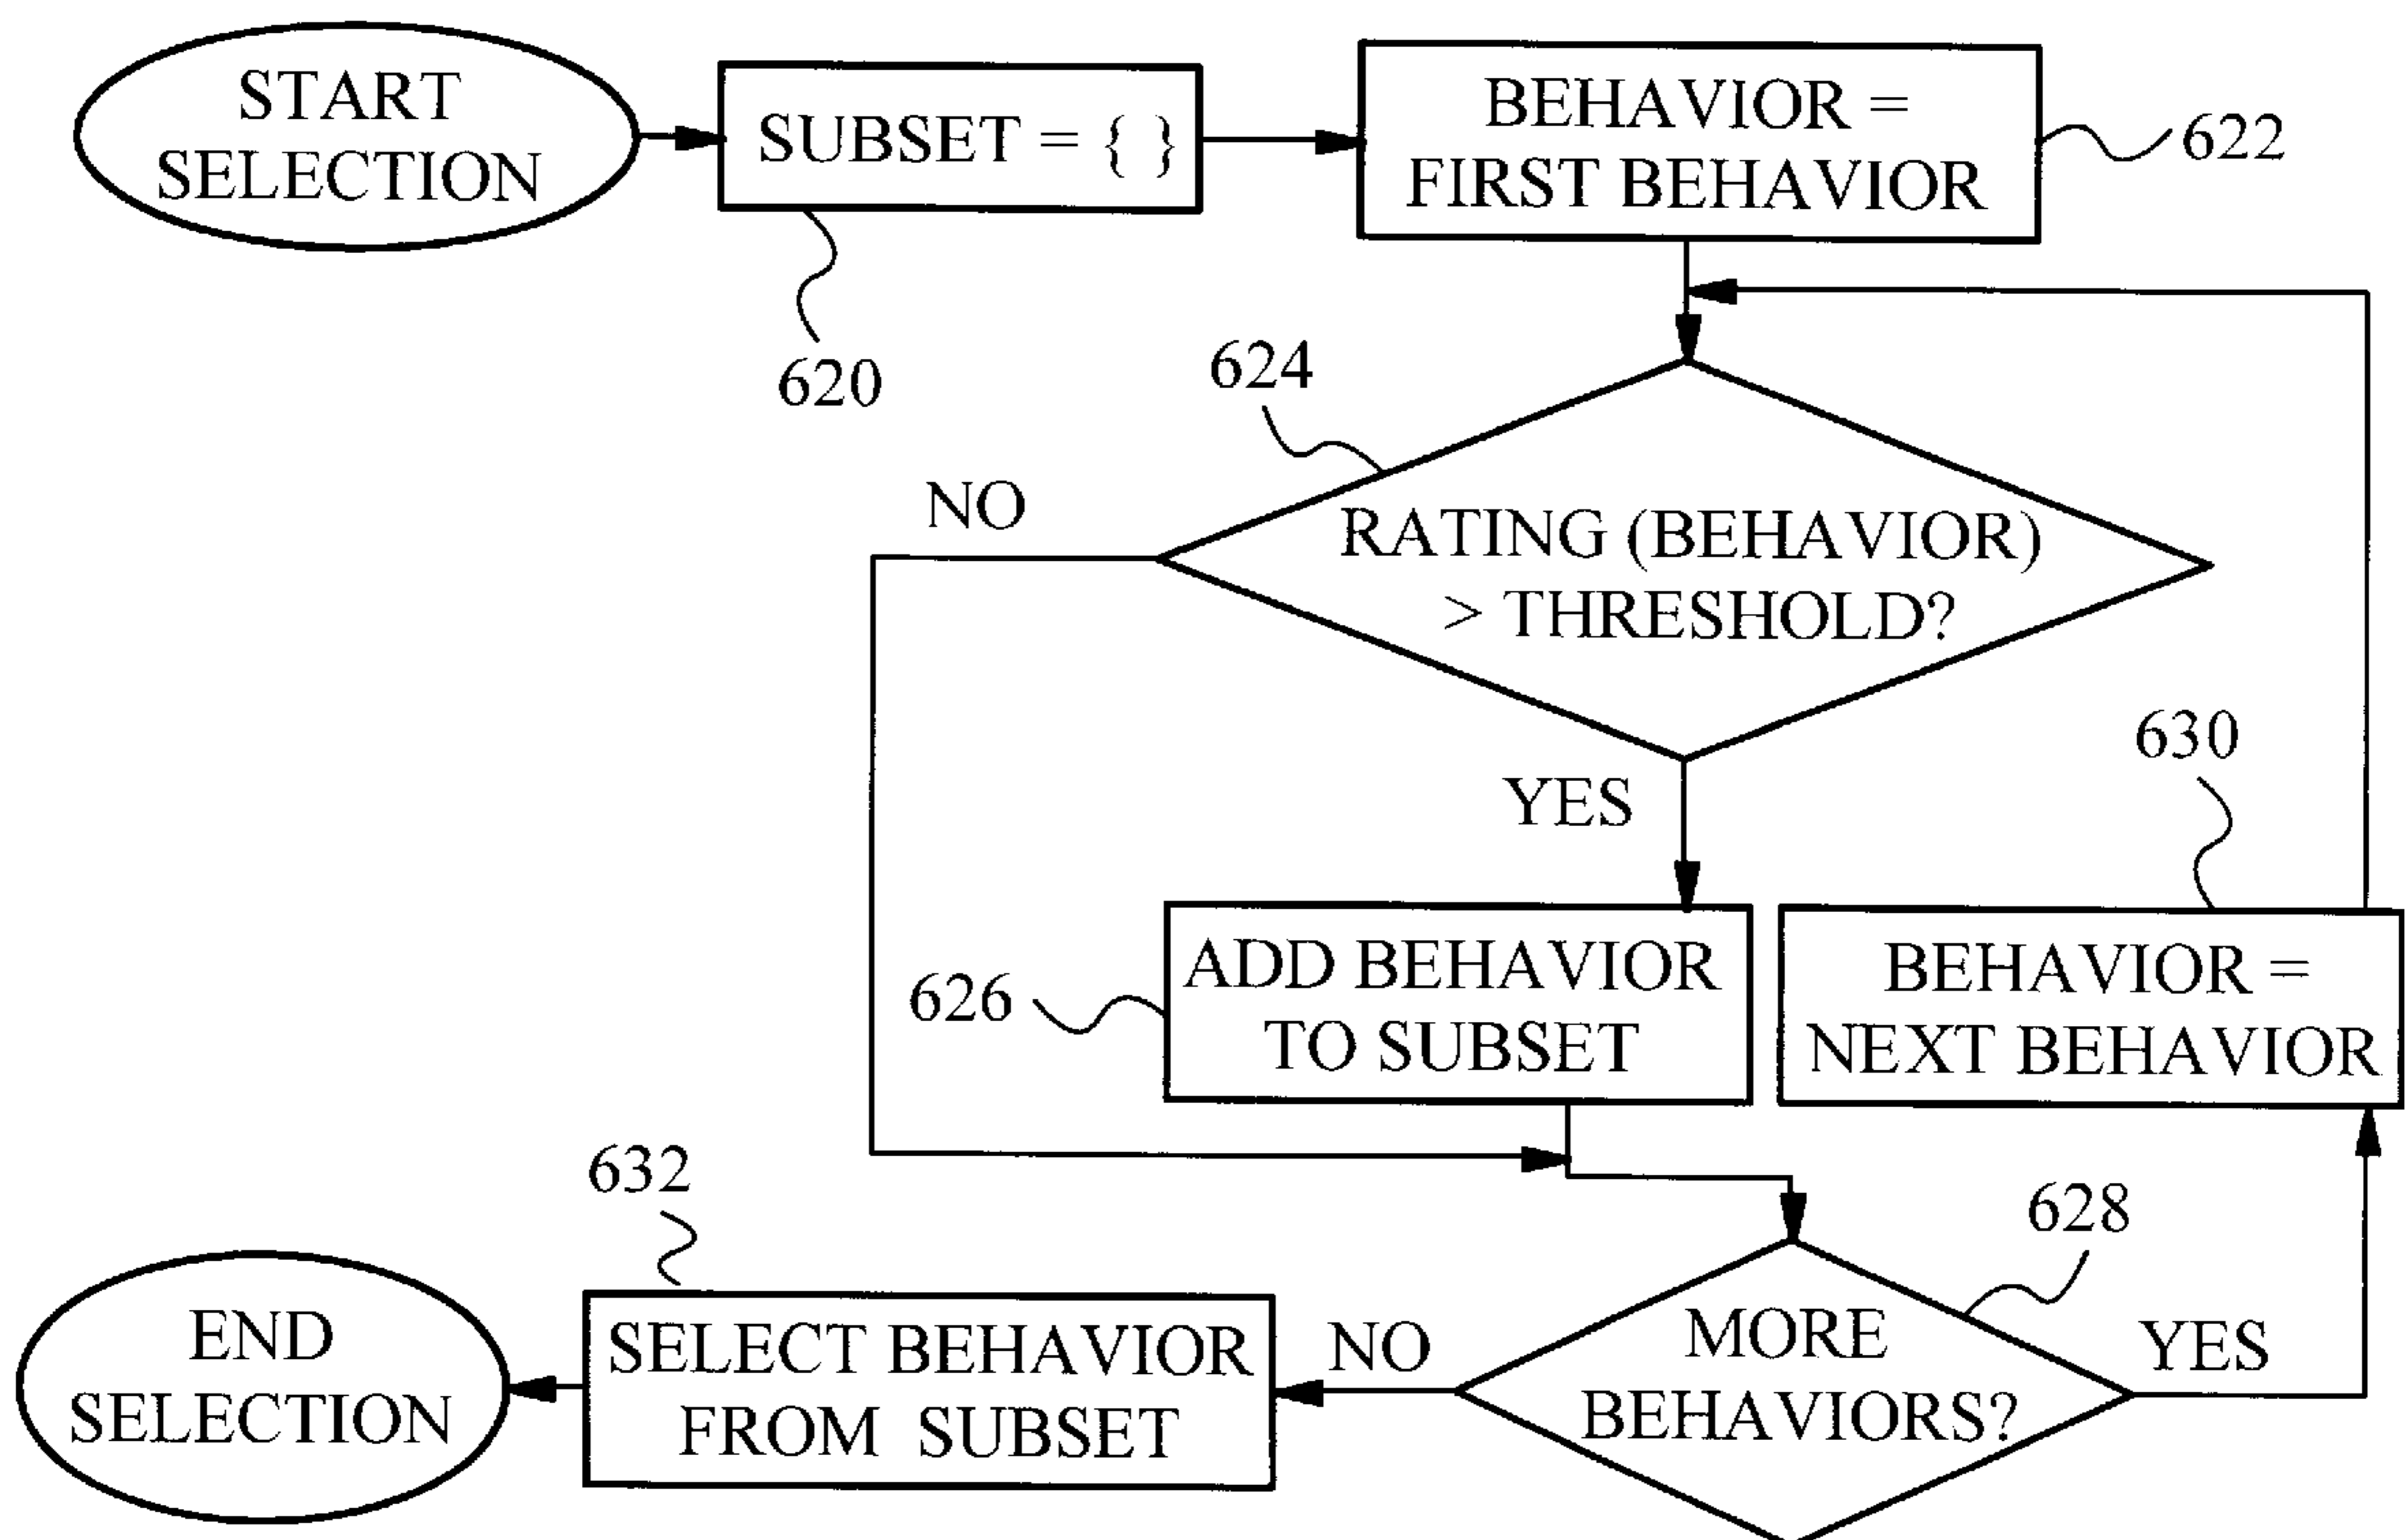 START
SELECTION
SUBSET = { }
BEHAVIOR =
FIRST BEHAVIOR
622
620
624
NO
RATING (BEHAVIOR)
> THRESHOLD?
YES
630
626
ADD BEHAVIOR
TO SUBSET
BEHAVIOR =
NEXT BEHAVIOR
632
628
END
SELECTION
SELECT BEHAVIOR
FROM SUBSET
NO
MORE
BEHAVIORS?
YES